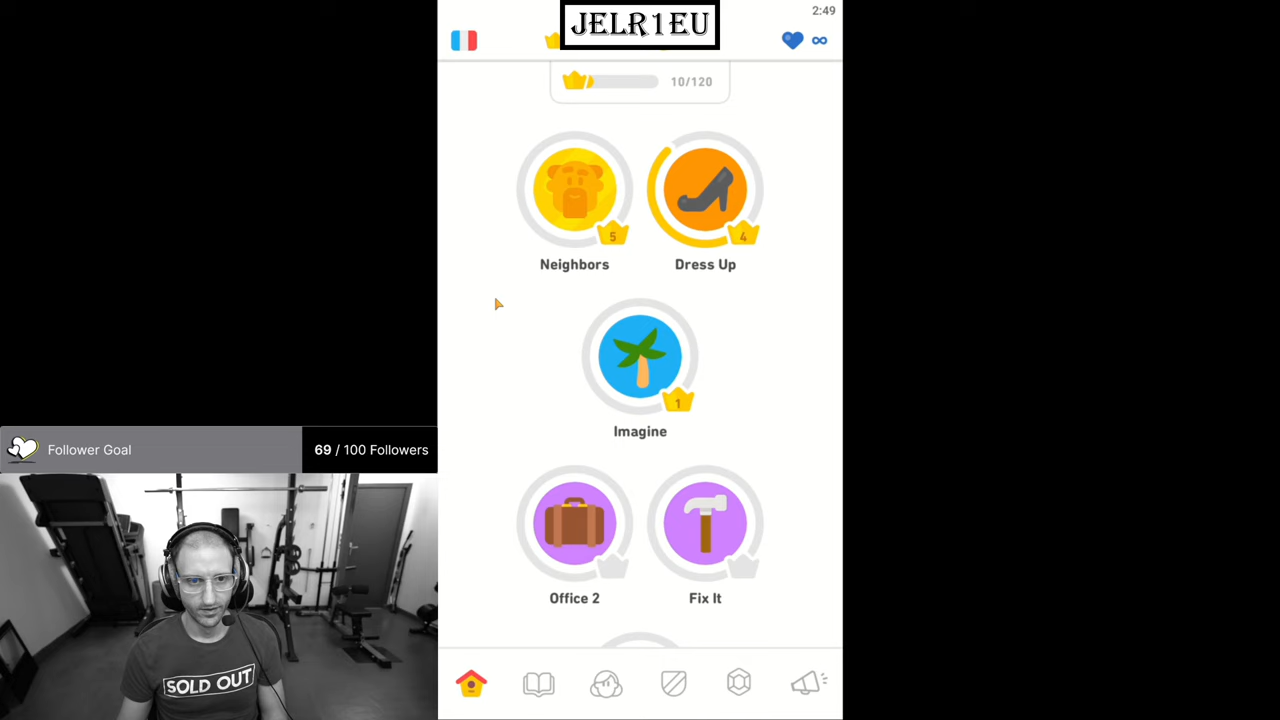 2:49
JELR1EU
∞
10/120
5
4
Neighbors
Dress Up
1
Imagine
Follower Goal
69 / 100 Followers
Office 2
Fix It
SOLD OUT